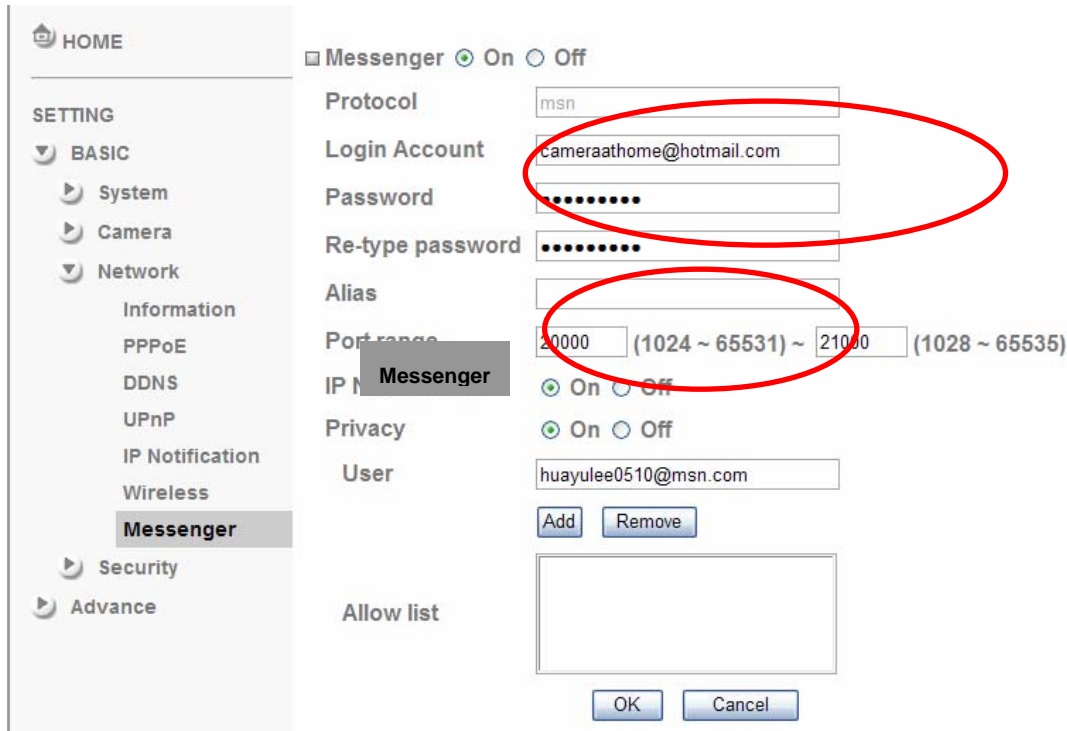 HOME
SETTING
BASIC
System
Camera
Network
Information
PPPoE
DDNS
UPnP
IP Notification
Wireless
Messenger
Security
Advance
Messenger On Off
Protocol msn
Login Account cameraathome@hotmail.com
Password •••••••••
Re-type password •••••••••
Alias
Port range 20000 (1024 ~ 65531) ~ 21000 (1028 ~ 65535)
Messenger
IP On Off
Privacy On Off
User huayulee0510@msn.com
Add Remove
Allow list
OK Cancel